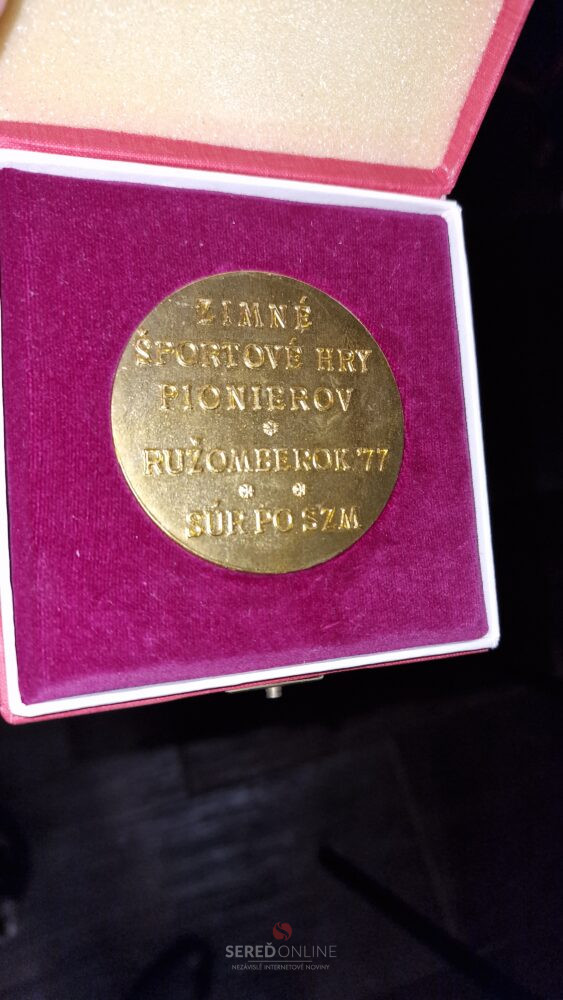 ZIMNÉ
ŠPORTOVÉ HRY
PIONIEROV
RUŽOMBEROK '77
SÚR PO SZM
SEREĎONLINE
NEZÁVISLÉ INTERNETOVÉ NOVINY